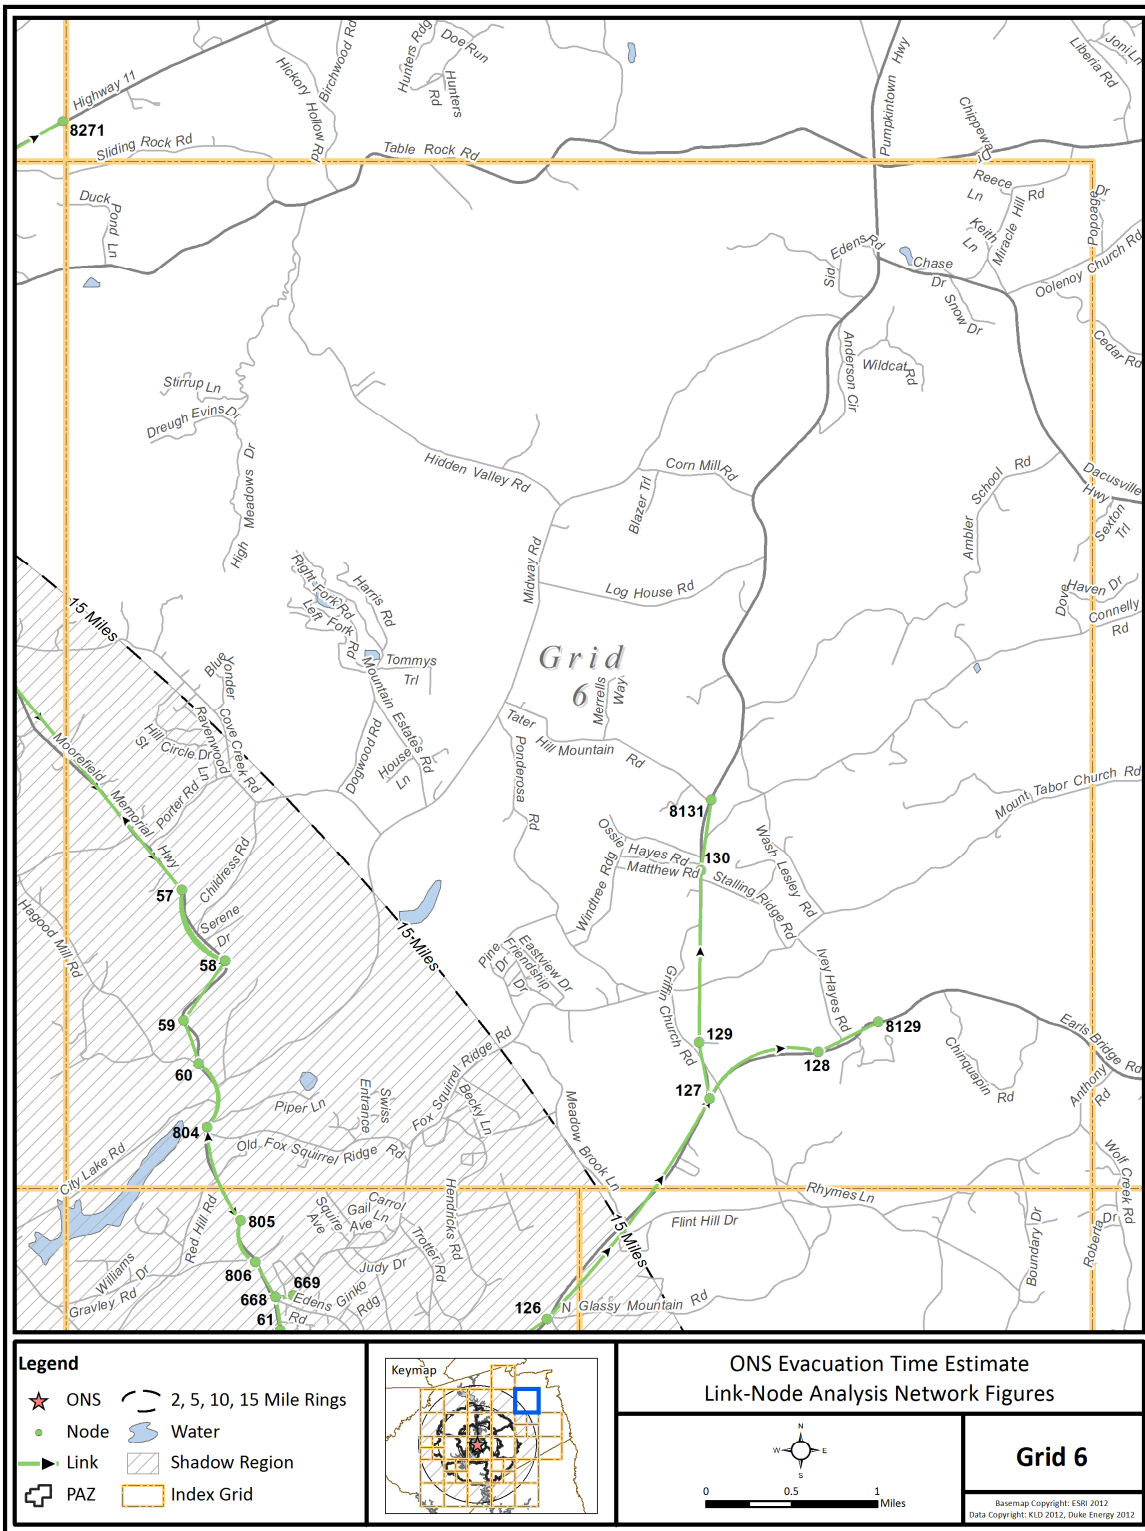 Highway 11
8271
Sliding Rock Rd
Hickory Hollow Rd
Birchwood Rd
Hunters Rdg
Doe Run
Hunters Rd
Table Rock Rd
Pumpkintown Hwy
Liberia Rd
Joni Ln
Chippewa Dr
Reece Ln
Keith Ln
Miracle Hill Rd
Popoage Dr
Oolenoy Church Rd
Duck Pond Ln
Sid Edens Rd
Chase Dr
Snow Dr
Cedar Rd
Anderson Cir
Wildcat Rd
Stirrup Ln
Dreugh Evins Dr
High Meadows Dr
Hidden Valley Rd
Corn Mill Rd
Blazer Trl
Ambler School Rd
Dacusville Hwy
Sexton Trl
Midway Rd
Log House Rd
Dove Haven Dr
Connelly Rd
Right Fork Rd
Left Fork Rd
Harris Rd
Tommys Trl
Mountain Estates Rd
Dogwood Rd
House Ln
15 Miles
Grid
6
Merrells Way
Tater Hill Mountain Rd
Ponderosa Rd
Blue Yonder
Cove Creek Rd
Ravenwood Ln
Hill St
Circle Dr
Moorefield Memorial Hwy
Porter Rd
Childress Rd
8131
Mount Tabor Church Rd
Ossie Hayes Rd
130
Matthew Rd
Stalling Ridge Rd
Wash Lesley Rd
Windtree Rdg
57
Serene Dr
58
Hagood Mill Rd
15 Miles
Pine Dr
Eastview Dr
Friendship Dr
Griffin Church Rd
Ivey Hayes Rd
59
60
129
8129
128
127
Earls Bridge Rd
Chinquapin Rd
Anthony Rd
Fox Squirrel Ridge Rd
Becky Ln
Swiss Entrance
Piper Ln
804
Old Fox Squirrel Ridge Rd
City Lake Rd
Meadow Brook Ln
Wolf Creek Rd
Rhymes Ln
Red Hill Rd
805
Squire Ave
Gail Ave
Carrol Ln
Hendricks Rd
Trotter Rd
Flint Hill Dr
15 Miles
Boundary Dr
Roberta Dr
Williams Dr
Gravley Rd
806
Judy Dr
669
668
Edens Rd
Ginko Rdg
61
126
N Glassy Mountain Rd
Legend
ONS
2, 5, 10, 15 Mile Rings
Node
Water
Link
Shadow Region
PAZ
Index Grid
Keymap
ONS Evacuation Time Estimate
Link-Node Analysis Network Figures
N
W E
S
0 0.5 1
Miles
Grid 6
Basemap Copyright: ESRI 2012
Data Copyright: KLD 2012, Duke Energy 2012